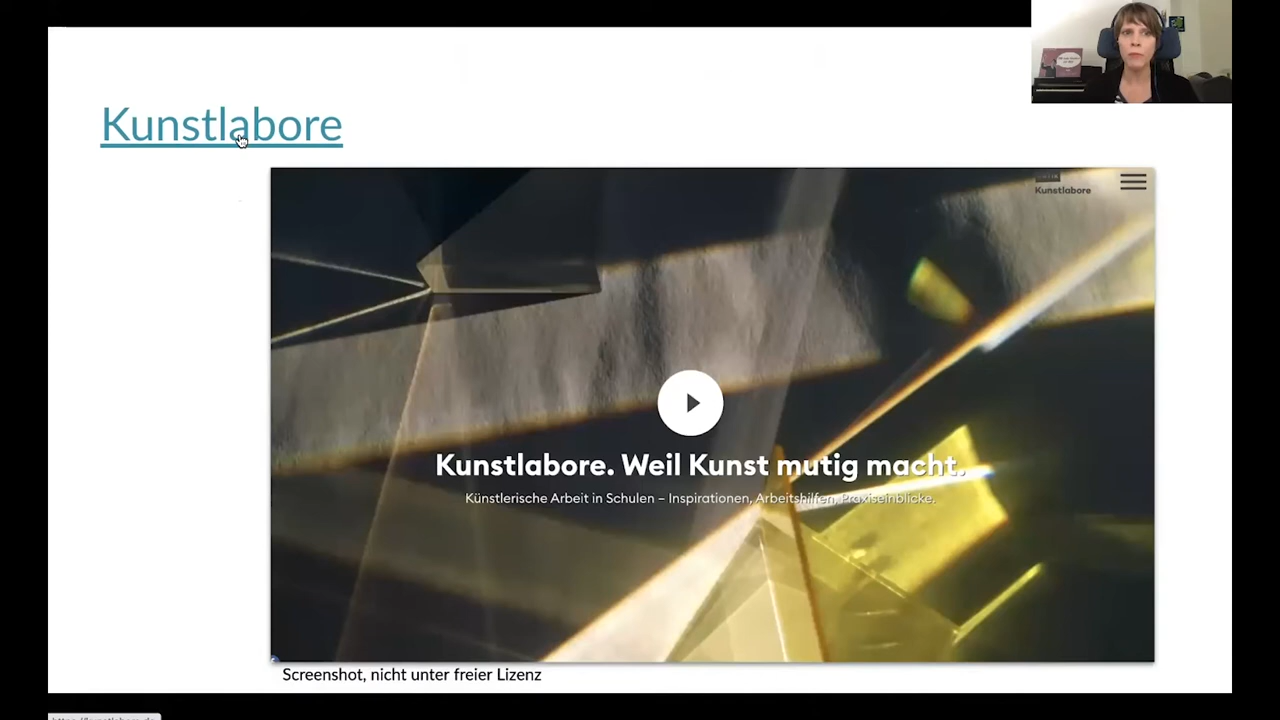 Kunstlabore
Kunstlabore
Kunstlabore. Weil Kunst mutig macht.
Künstlerische Arbeit in Schulen – Inspirationen, Arbeitshilfen, Praxiseinblicke.
Screenshot, nicht unter freier Lizenz